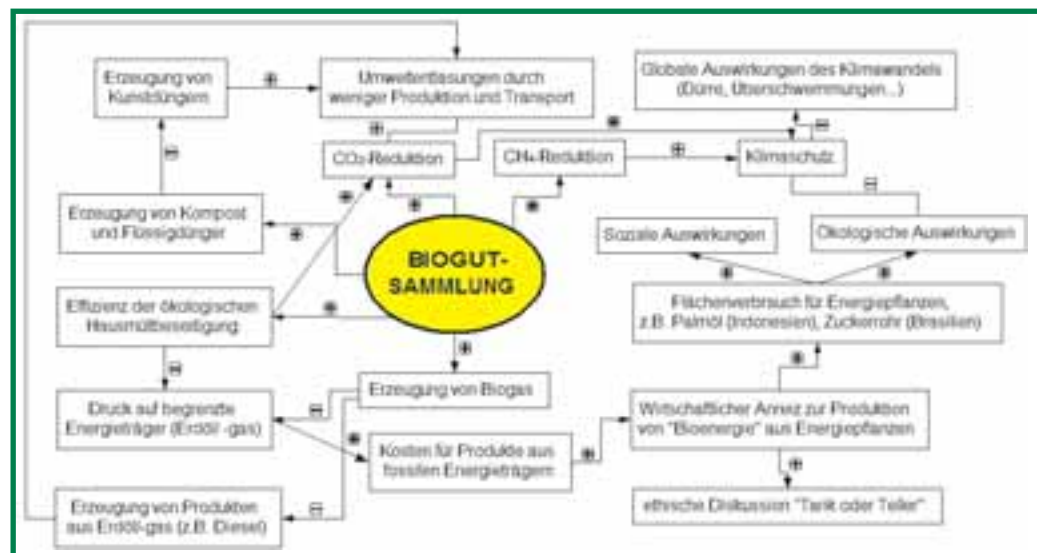 Erzeugung von
Kunstdüngern
Umweltentlasungen durch
weniger Produktion und Transport
Globale Auswirkungen des Klimawandels
(Dürre, Überschwemmungen...)
CO₂-Reduktion
CH₄-Reduktion
Klimaschutz
Erzeugung von Kompost
und Flüssigdünger
BIOGUT-
SAMMLUNG
Soziale Auswirkungen
Ökologische Auswirkungen
Effizienz der ökologischen
Hausmüllbeseitigung
Flächenverbrauch für Energiepflanzen,
z.B. Palmöl (Indonesien), Zuckerrohr (Brasilien)
Erzeugung von Biogas
Druck auf begrenzte
Energieträger (Erdöl -gas)
Kosten für Produkte aus
fossilen Energieträgern
Wirtschaftlicher Anreiz zur Produktion
von "Bioenergie" aus Energiepflanzen
Erzeugung von Produkten
aus Erdöl-gas (z.B. Diesel)
ethische Diskussion "Tank oder Teller"